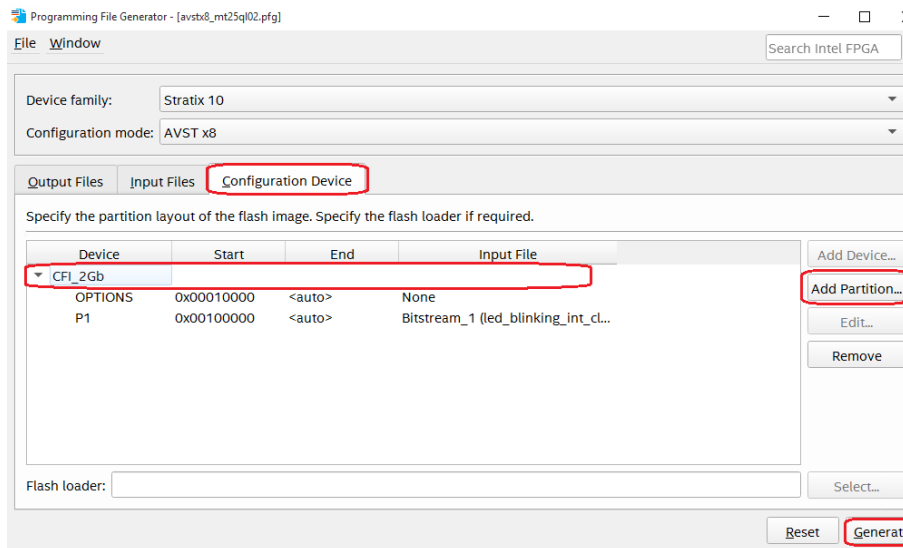 Programming File Generator - [avstx8_mt25ql02.pfg]
File Window
Search Intel FPGA
Device family: Stratix 10
Configuration mode: AVST x8
Output Files Input Files Configuration Device
Specify the partition layout of the flash image. Specify the flash loader if required.
Device Start End Input File
Add Device...
CFI_2Gb
Add Partition...
OPTIONS 0x00010000 <auto> None
P1 0x00100000 <auto> Bitstream_1 (led_blinking_int_cl...
Edit...
Remove
Flash loader:
Select...
Reset Generat